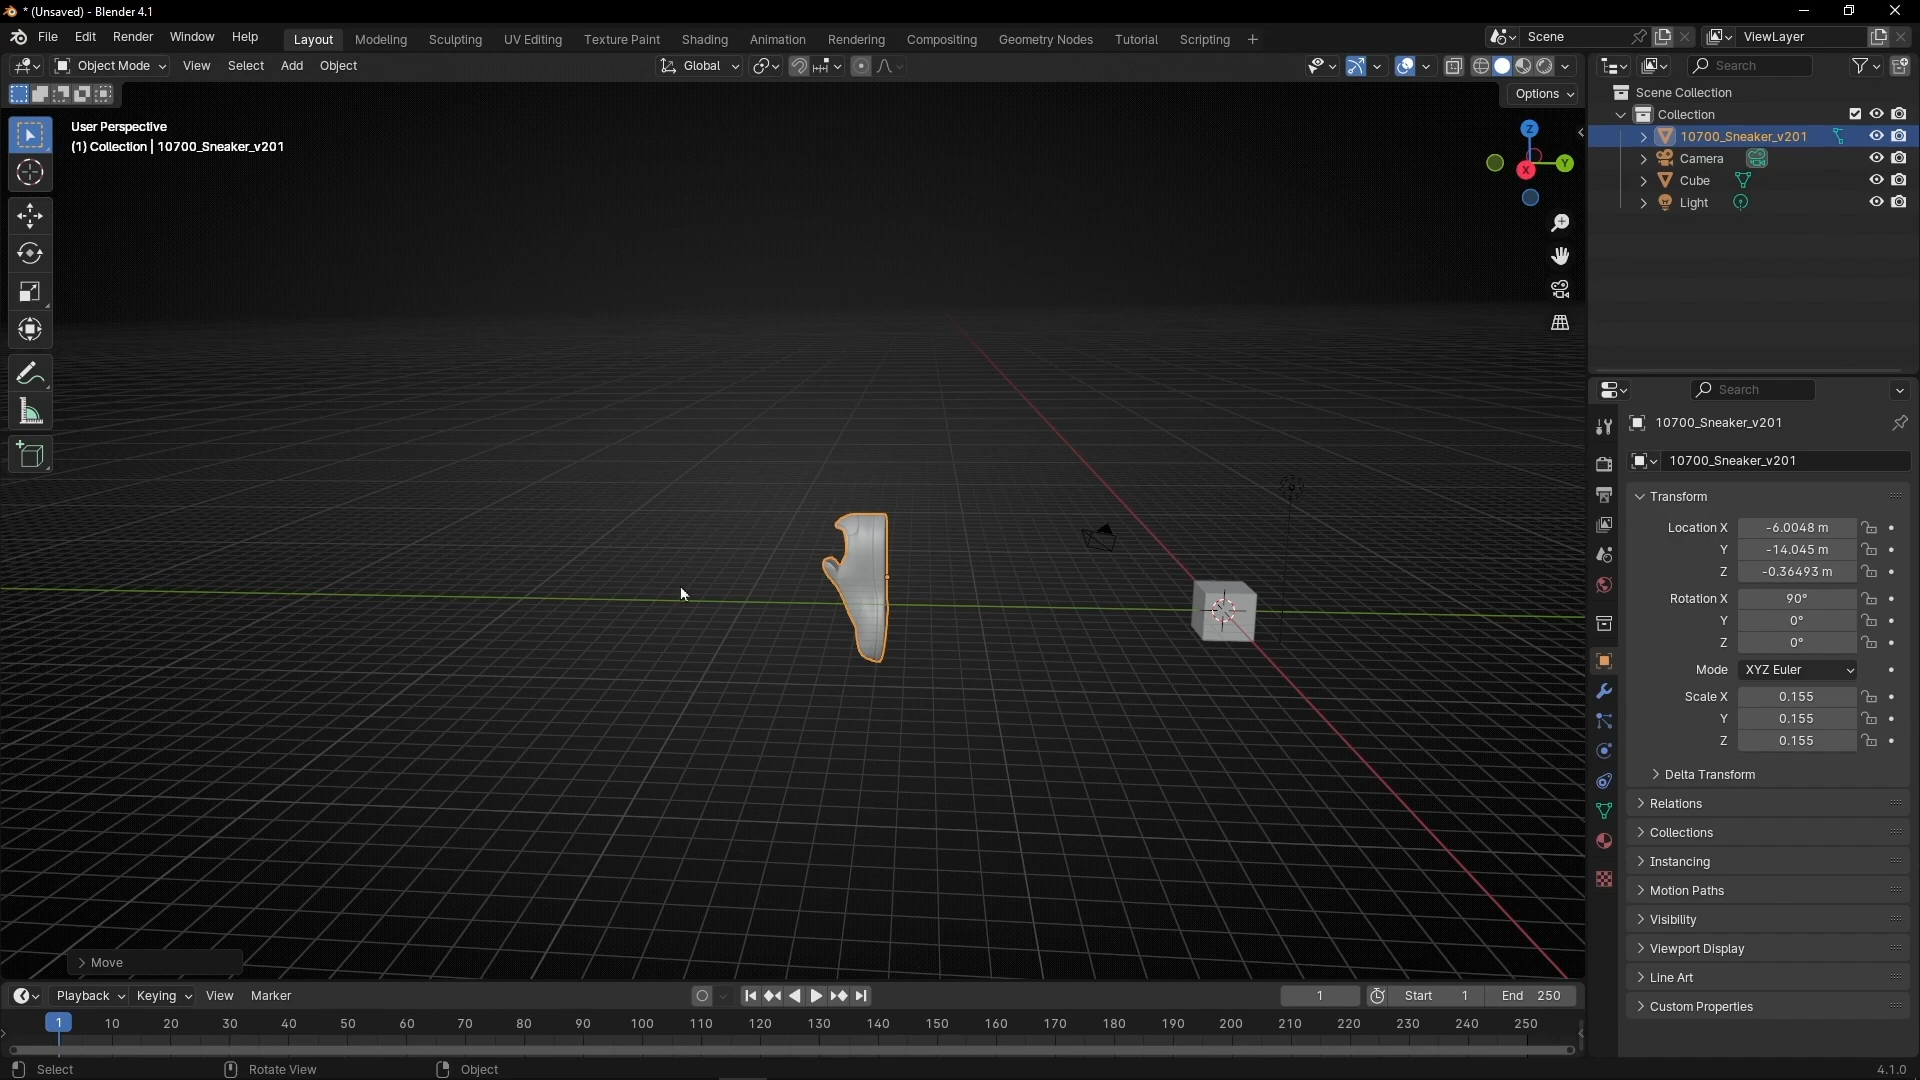 * (Unsaved) - Blender 4.1
File Edit Render Window Help Layout Modeling Sculpting UV Editing Texture Paint Shading Animation Rendering Compositing Geometry Nodes Tutorial Scripting + Scene ViewLayer
Object Mode View Select Add Object Global Search
Options
User Perspective
(1) Collection | 10700_Sneaker_v201
Z
Y
X
Scene Collection
Collection
10700_Sneaker_v201
Camera
Cube
Light
Search
10700_Sneaker_v201
10700_Sneaker_v201
Transform
Location X -6.0048 m
Y -14.045 m
Z -0.36493 m
Rotation X 90°
Y 0°
Z 0°
Mode XYZ Euler
Scale X 0.155
Y 0.155
Z 0.155
Delta Transform
Relations
Collections
Instancing
Motion Paths
Visibility
Viewport Display
Line Art
Custom Properties
Move
Playback Keying View Marker 1 Start 1 End 250
1 10 20 30 40 50 60 70 80 90 100 110 120 130 140 150 160 170 180 190 200 210 220 230 240 250
Select Rotate View Object 4.1.0